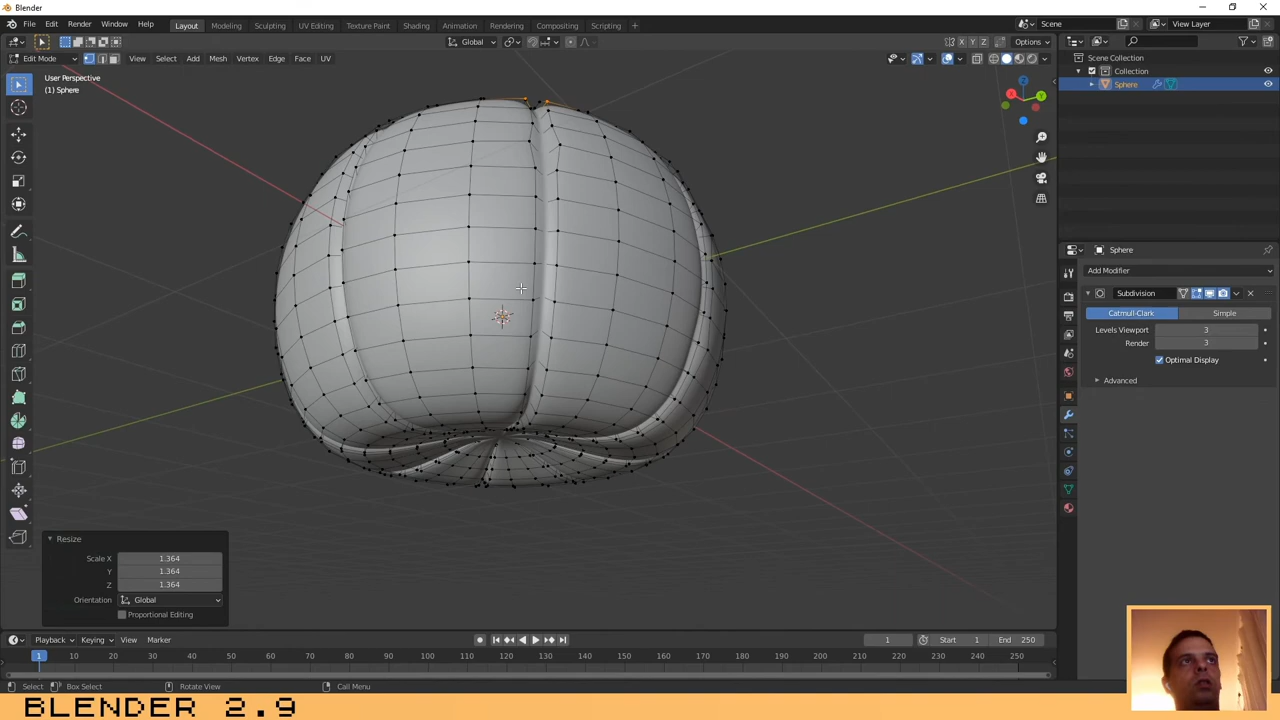 Blender
File Edit Render Window Help Layout Modeling Sculpting UV Editing Texture Paint Shading Animation Rendering Compositing Scripting + Scene View Layer
Global X Y Z Options
Edit Mode View Select Add Mesh Vertex Edge Face UV
User Perspective
(1) Sphere
Scene Collection
Collection
Sphere
Sphere
Add Modifier
Subdivision
Catmull-Clark Simple
Levels Viewport 3
Render 3
Optimal Display
Advanced
Resize
Scale X 1.364
Y 1.364
Z 1.364
Orientation Global
Proportional Editing
Playback Keying View Marker 1 Start 1 End 250
1 10 20 30 40 50 60 70 80 90 100 110 120 130 140 150 160 170 180 190 200 210 220 230 240 250
Select Box Select Rotate View Call Menu
BLENDER 2.9